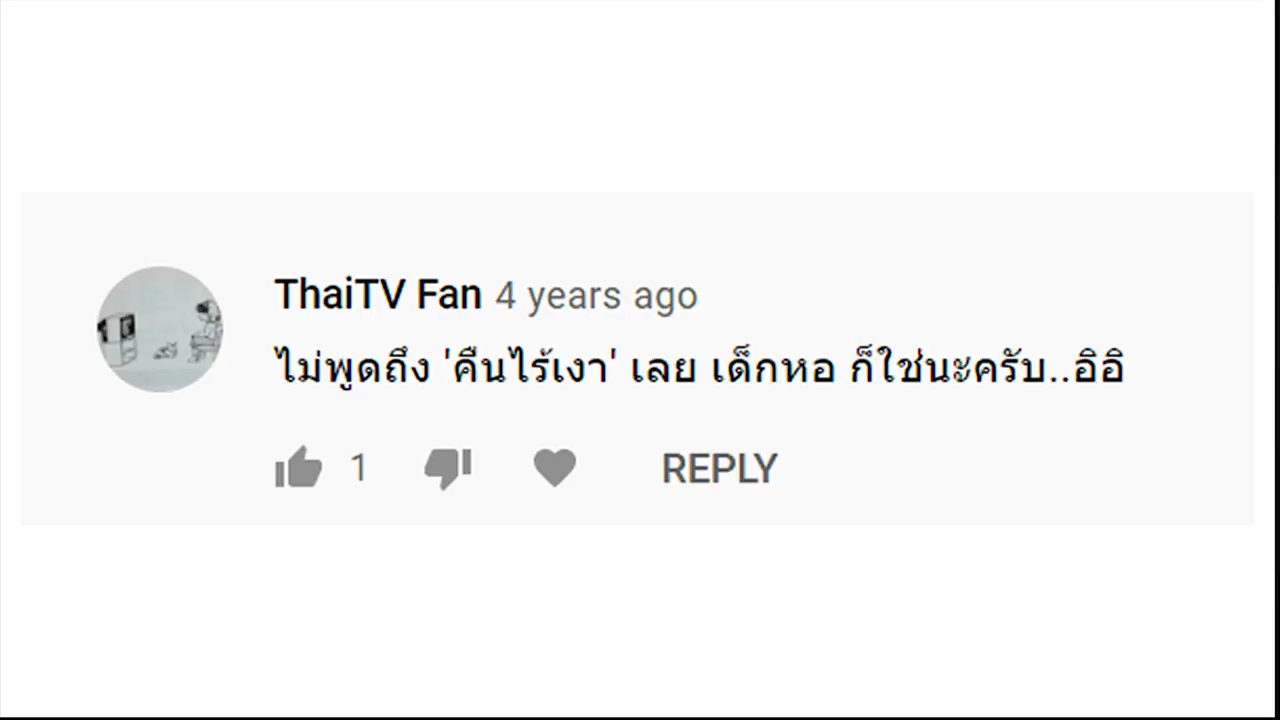 ThaiTV Fan 4 years ago
ไม่พูดถึง 'คืนไร้เงา' เลย เด็กหอ ก็ใช่นะครับ..อิอิ
1 REPLY